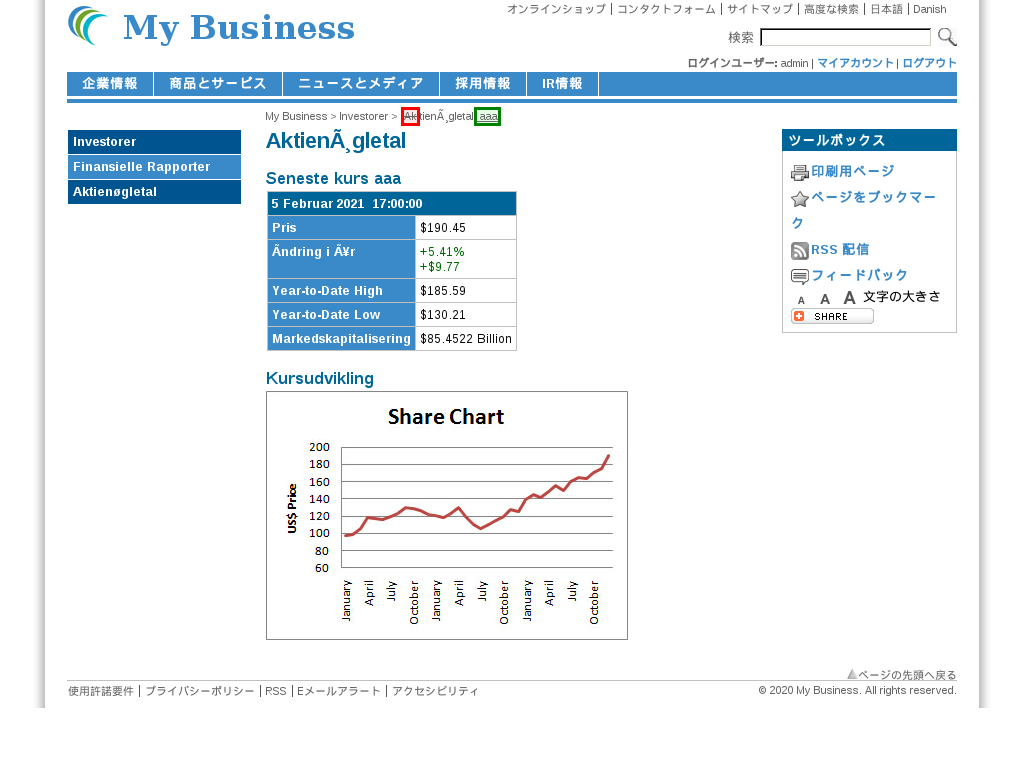 My Business
オンラインショップ | コンタクトフォーム | サイトマップ | 高度な検索 | 日本語 | Danish
検索
ログインユーザー: admin | マイアカウント | ログアウト
企業情報 商品とサービス ニュースとメディア 採用情報 IR情報
My Business > Investorer > AktienÃ¸gletal aaa
Investorer
Finansielle Rapporter
Aktienøgletal
AktienÃ¸gletal
Seneste kurs aaa
5 Februar 2021 17:00:00
Pris $190.45
Ãndring i Ã¥r +5.41%
+$9.77
Year-to-Date High $185.59
Year-to-Date Low $130.21
Markedskapitalisering $85.4522 Billion
Kursudvikling
Share Chart
US$ Price
200
180
160
140
120
100
80
60
January April July October January April July October January April July October
ツールボックス
印刷用ページ
ページをブックマー
ク
RSS 配信
フィードバック
A A A 文字の大きさ
SHARE
ページの先頭へ戻る
使用許諾要件 | プライバシーポリシー | RSS | Eメールアラート | アクセシビリティ
© 2020 My Business. All rights reserved.